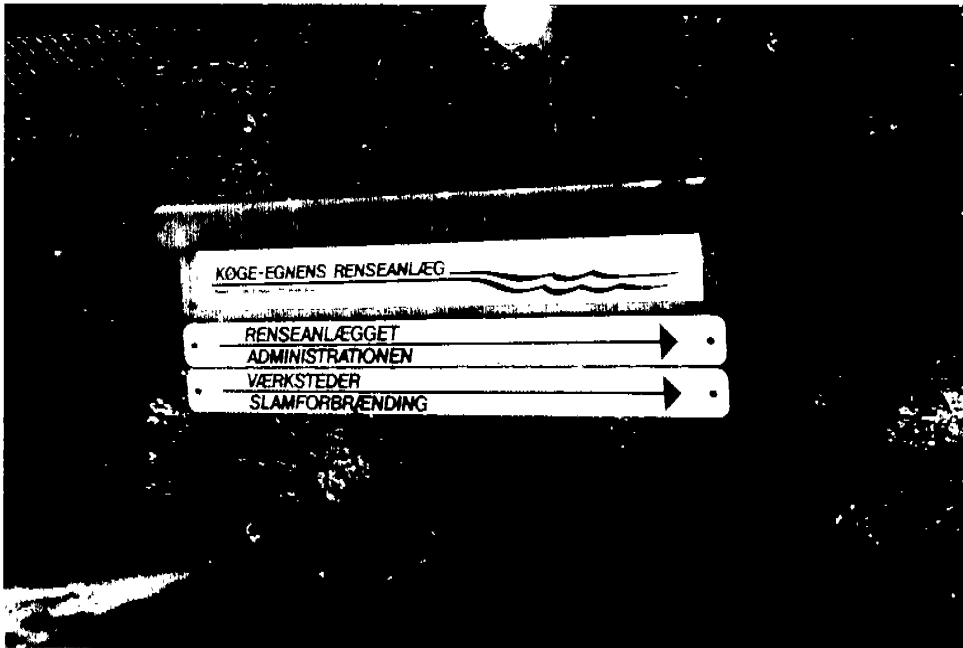 KØGE-EGNENS RENSEANLÆG
RENSEANLÆGGET
ADMINISTRATIONEN
VÆRKSTEDER
SLAMFORBRÆNDING